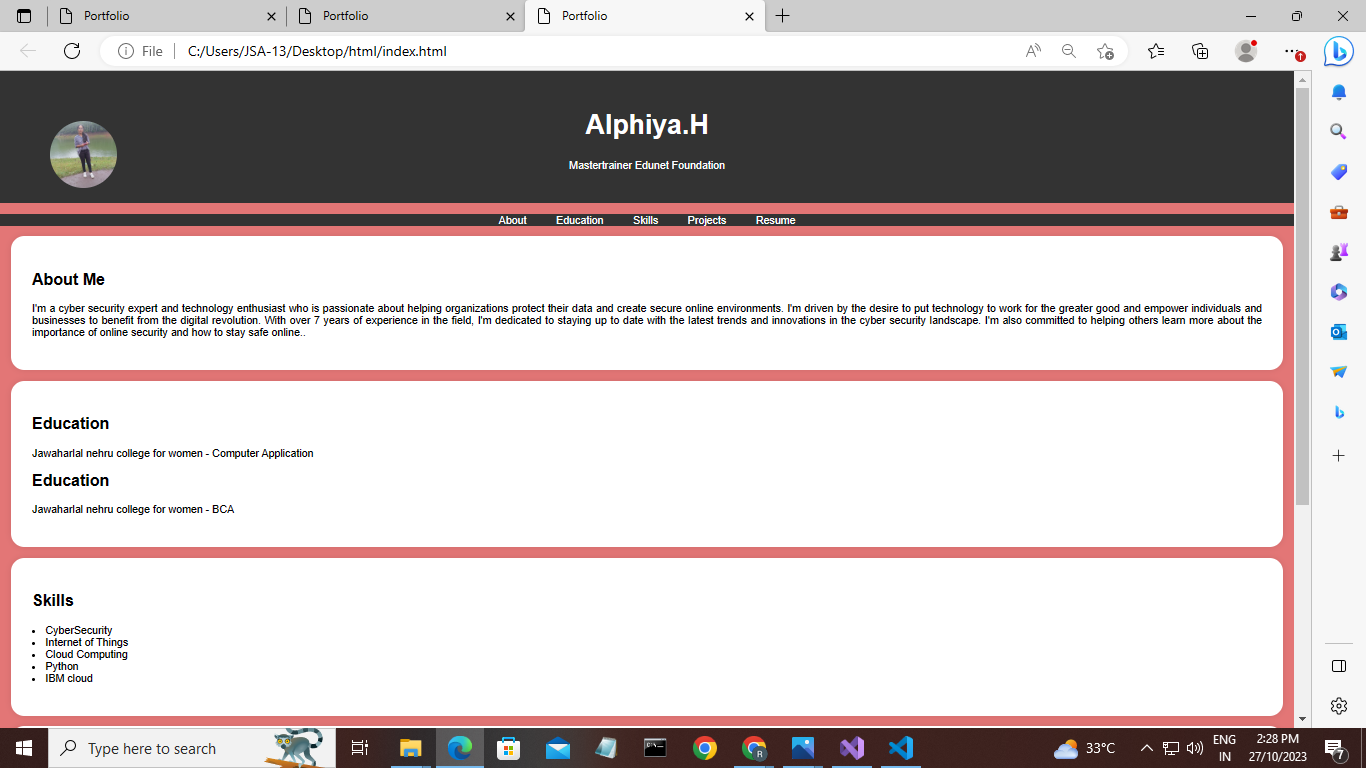 Portfolio
Portfolio
Portfolio
File
C:/Users/JSA-13/Desktop/html/index.html
Alphiya.H
Mastertrainer Edunet Foundation
About Education Skills Projects Resume
About Me
I'm a cyber security expert and technology enthusiast who is passionate about helping organizations protect their data and create secure online environments. I'm driven by the desire to put technology to work for the greater good and empower individuals and
businesses to benefit from the digital revolution. With over 7 years of experience in the field, I'm dedicated to staying up to date with the latest trends and innovations in the cyber security landscape. I'm also committed to helping others learn more about the
importance of online security and how to stay safe online..
Education
Jawaharlal nehru college for women - Computer Application
Education
Jawaharlal nehru college for women - BCA
Skills
• CyberSecurity
• Internet of Things
• Cloud Computing
• Python
• IBM cloud
Type here to search
33°C
ENG
IN
2:28 PM
27/10/2023
7